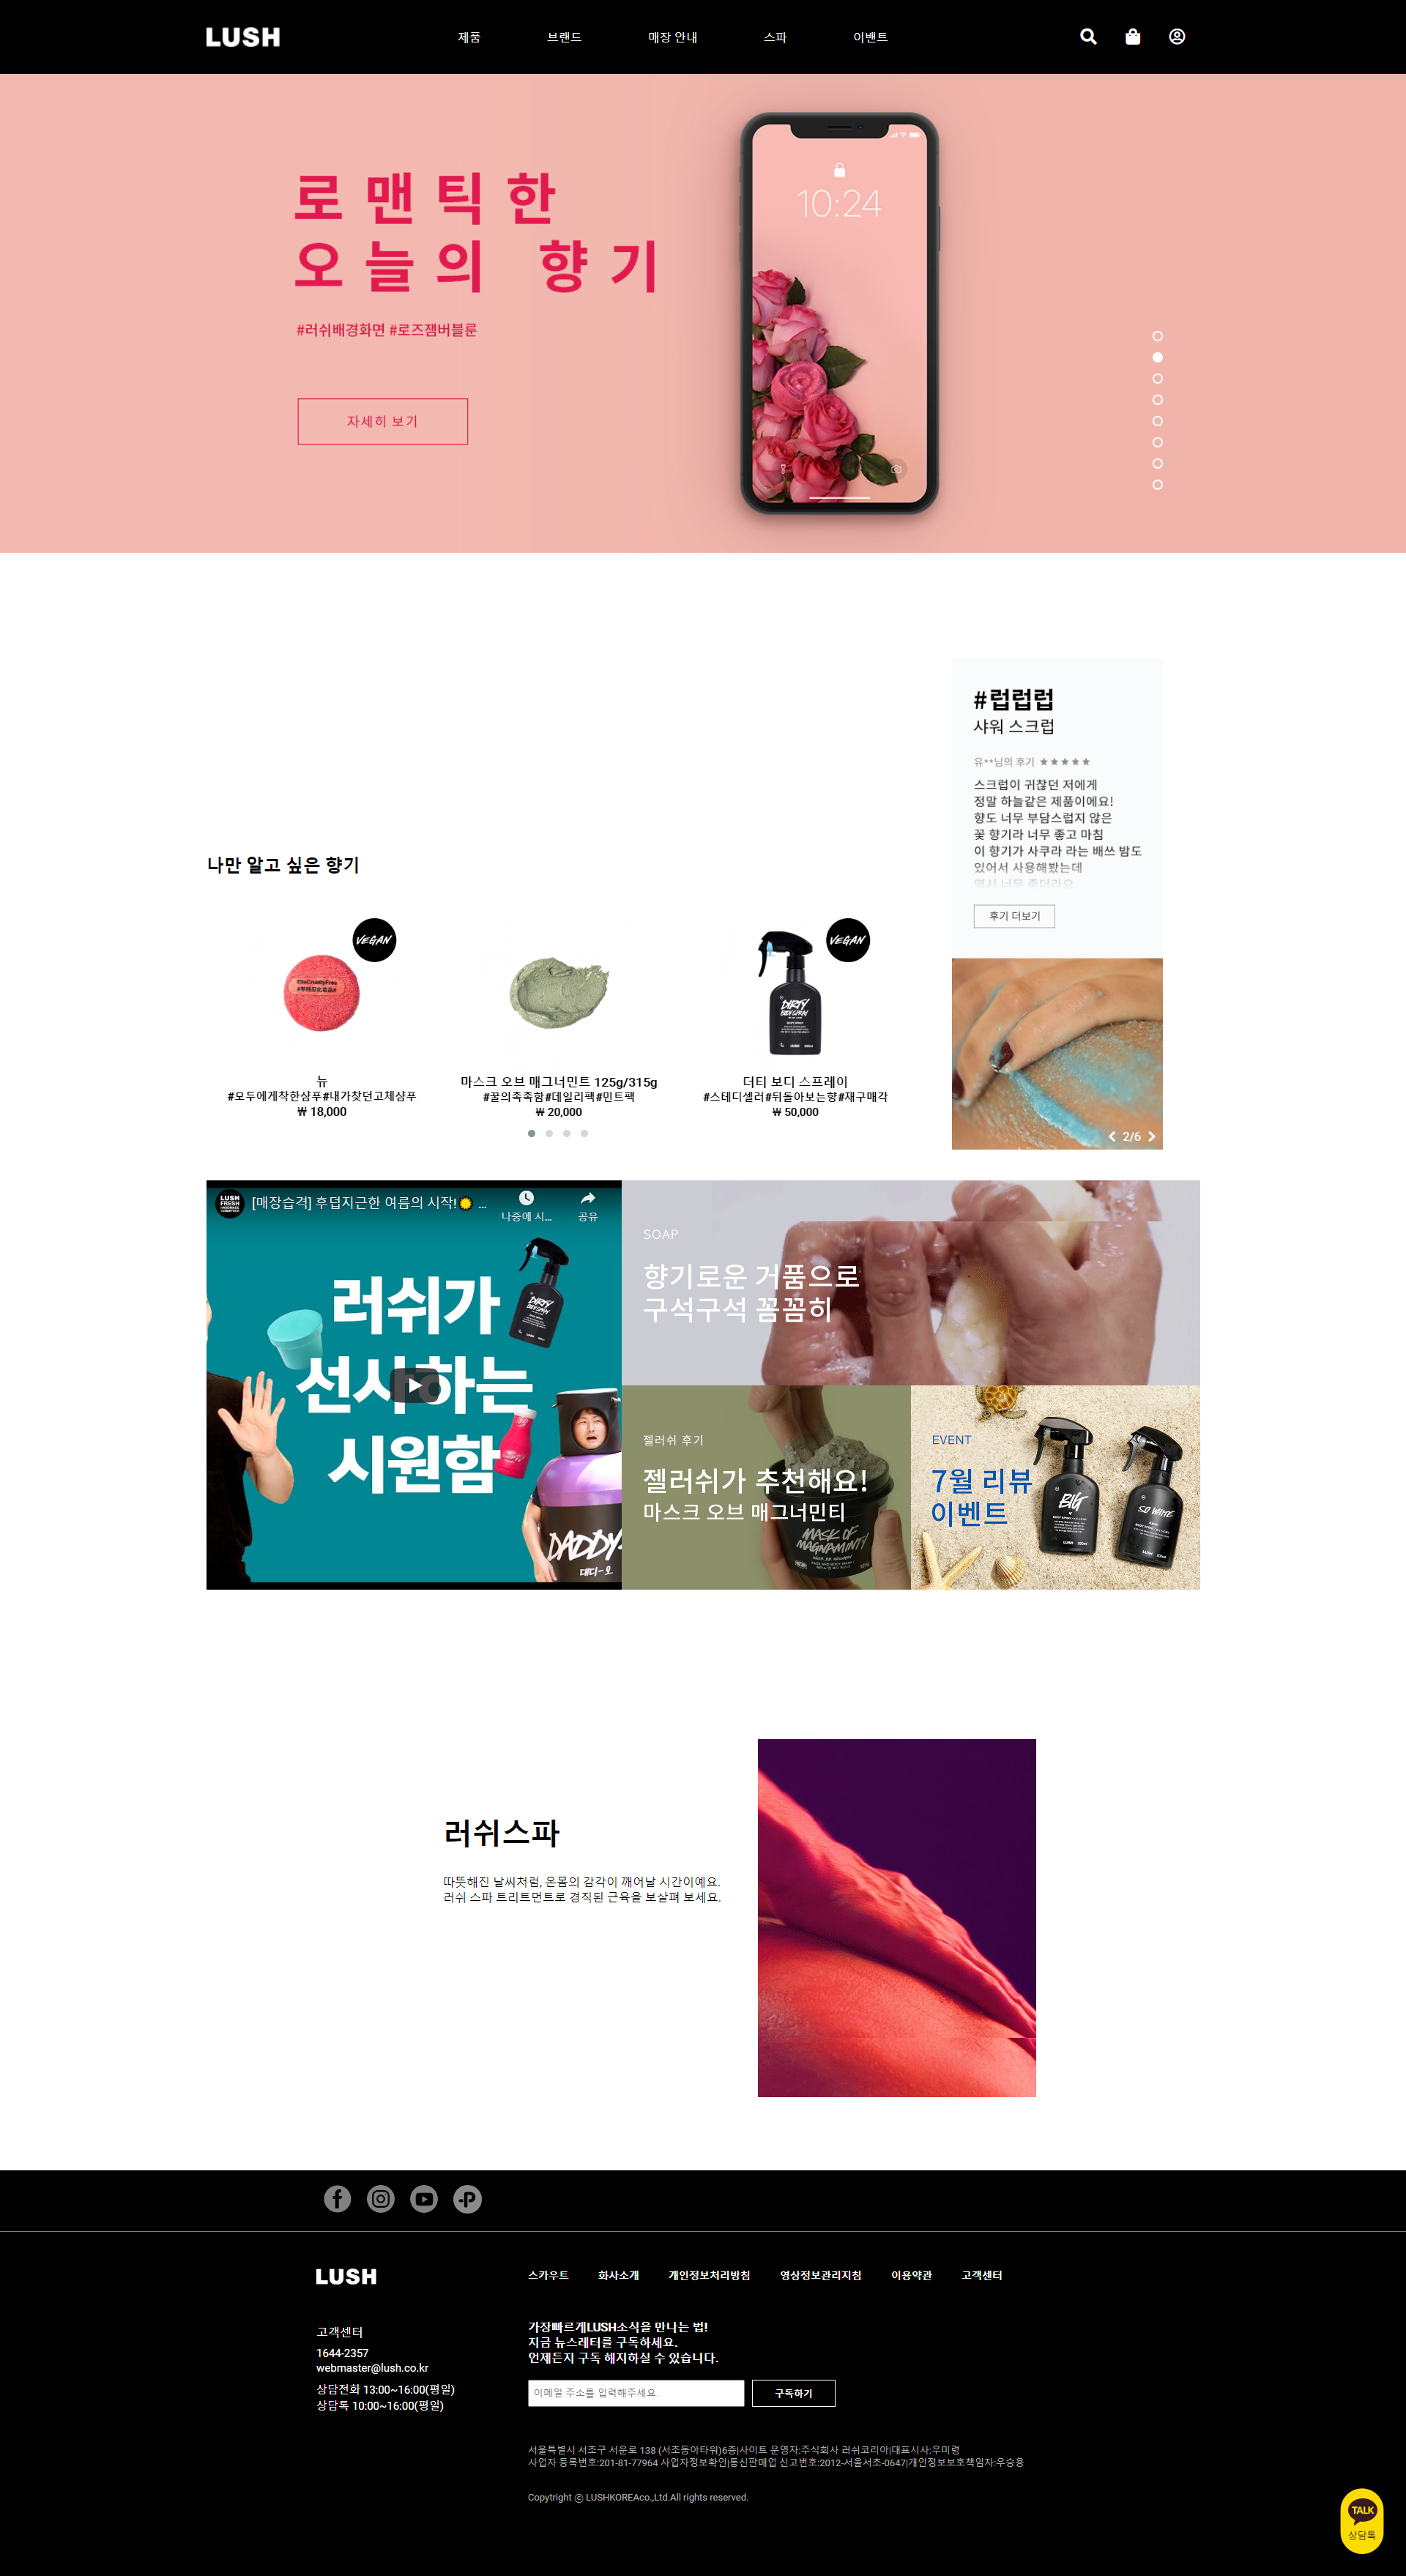 LUSH
제품
브랜드
매장 안내
스파
이벤트
로맨틱한
오늘의 향기
#러쉬배경화면 #로즈잼버블룬
자세히 보기
10:24
#럽럽럽
샤워 스크럽
유**님의 후기 ★★★★★
스크럽이 귀찮던 저에게
정말 하늘같은 제품이에요!
향도 너무 부담스럽지 않은
꽃 향기라 너무 좋고 마침
이 향기가 사쿠라 라는 배쓰 밤도
있어서 사용해봤는데
역시 너무 좋더라요
후기 더보기
2/6
나만 알고 싶은 향기
VEGAN
뉴
#모두에게착한샴푸#내가찾던고체샴푸
₩ 18,000
마스크 오브 매그너민트 125g/315g
#꿀의촉촉함#데일리팩#민트팩
₩ 20,000
VEGAN
DIRTY
BODY SPRAY
더티 보디 스프레이
#스테디셀러#뒤돌아보는향#재구매각
₩ 50,000
LUSH
FRESH
[매장습격] 후덥지근한 여름의 시작! ...
나중에 시...
공유
러쉬가
선시하는
시원함
DIRTY
DADDY-
대디-오
SOAP
향기로운 거품으로
구석구석 꼼꼼히
젤러쉬 후기
젤러쉬가 추천해요!
마스크 오브 매그너민티
MASK OF
MAGNAMINTY
EVENT
7월 리뷰
이벤트
BIG
SO WHITE
러쉬스파
따뜻해진 날씨처럼, 온몸의 감각이 깨어날 시간이예요.
러쉬 스파 트리트먼트로 경직된 근육을 보살펴 보세요.
LUSH
스카우트
회사소개
개인정보처리방침
영상정보관리지침
이용약관
고객센터
고객센터
1644-2357
webmaster@lush.co.kr
상담전화 13:00~16:00(평일)
상담톡 10:00~16:00(평일)
가장빠르게LUSH소식을 만나는 법!
지금 뉴스레터를 구독하세요.
언제든지 구독 해지하실 수 있습니다.
이메일 주소를 입력해주세요.
구독하기
서울특별시 서초구 서운로 138 (서초동아타워)6층|사이트 운영자:주식회사 러쉬코리아|대표시사:우미령
사업자 등록번호:201-81-77964 사업자정보확인|통신판매업 신고번호:2012-서울서초-0647|개인정보보호책임자:우승용
Copytright ⓒ LUSHKOREAco.,Ltd.All rights reserved.
TALK
상담톡